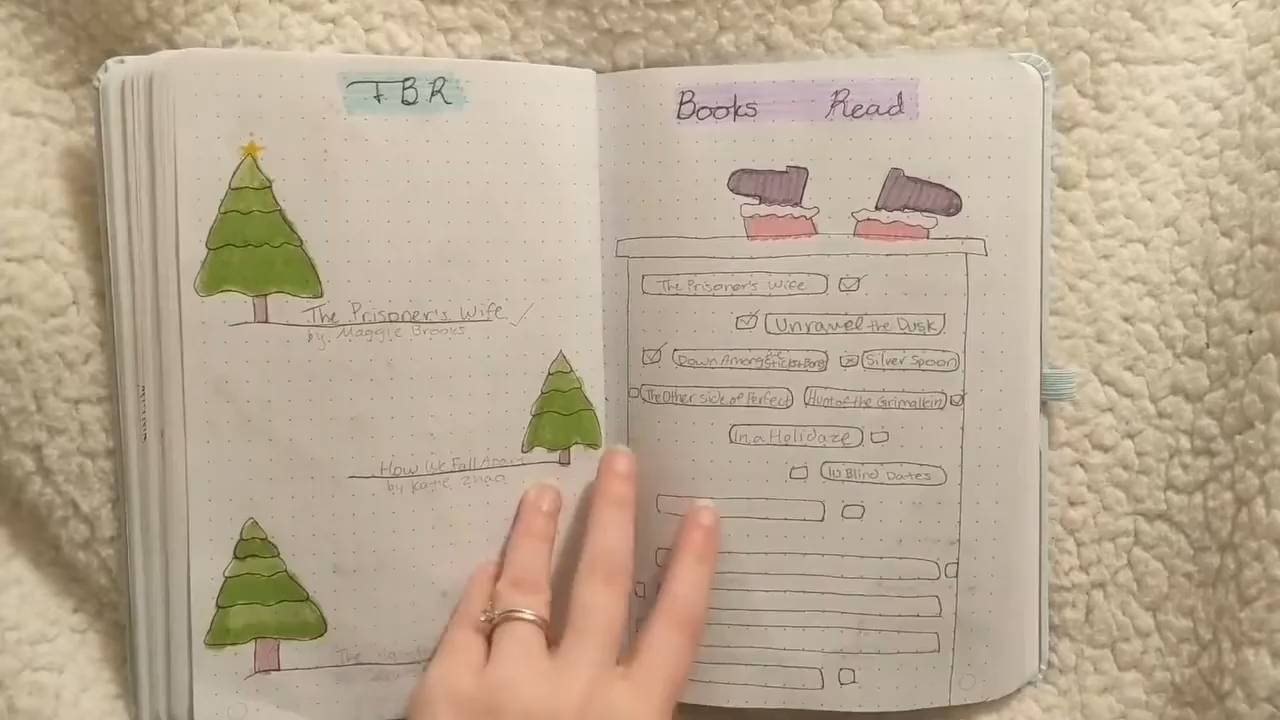 TBR
The Prisoner's Wife ✓
by: Maggie Brooks
How We Fall Apart
by Katie Zhao
The
Books Read
The Prisoner's Wife
Unravel the Dusk
Down Among the Sticks + Bones
Silver Spoon
The Other side of Perfect
Hunt of the Grimalkin
In a Holidaze
10 Blind Dates